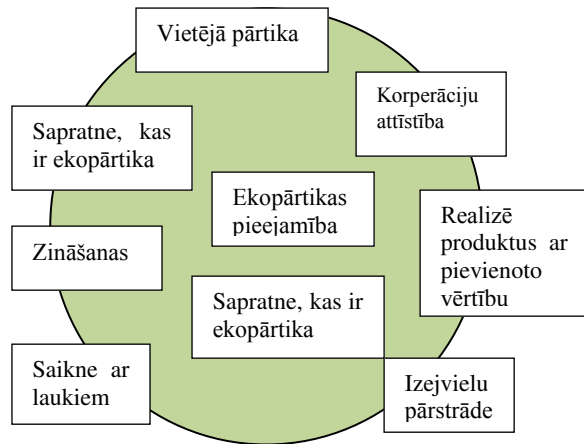 Vietējā pārtika
Korperāciju
attīstība
Sapratne, kas
ir ekopārtika
Ekopārtikas
pieejamība
Realizē
produktus ar
pievienoto
vērtību
Zināšanas
Sapratne, kas ir
ekopārtika
Saikne ar
laukiem
Izejvielu
pārstrāde